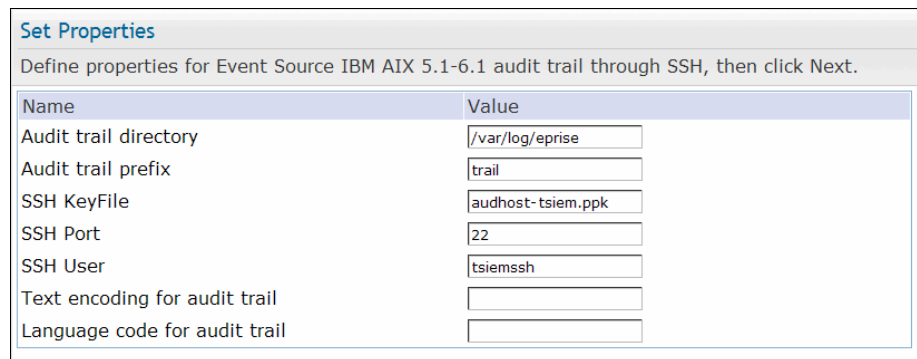 Set Properties
Define properties for Event Source IBM AIX 5.1-6.1 audit trail through SSH, then click Next.
Name Value
Audit trail directory /var/log/eprise
Audit trail prefix trail
SSH KeyFile audhost-tsiem.ppk
SSH Port 22
SSH User tsiemssh
Text encoding for audit trail
Language code for audit trail